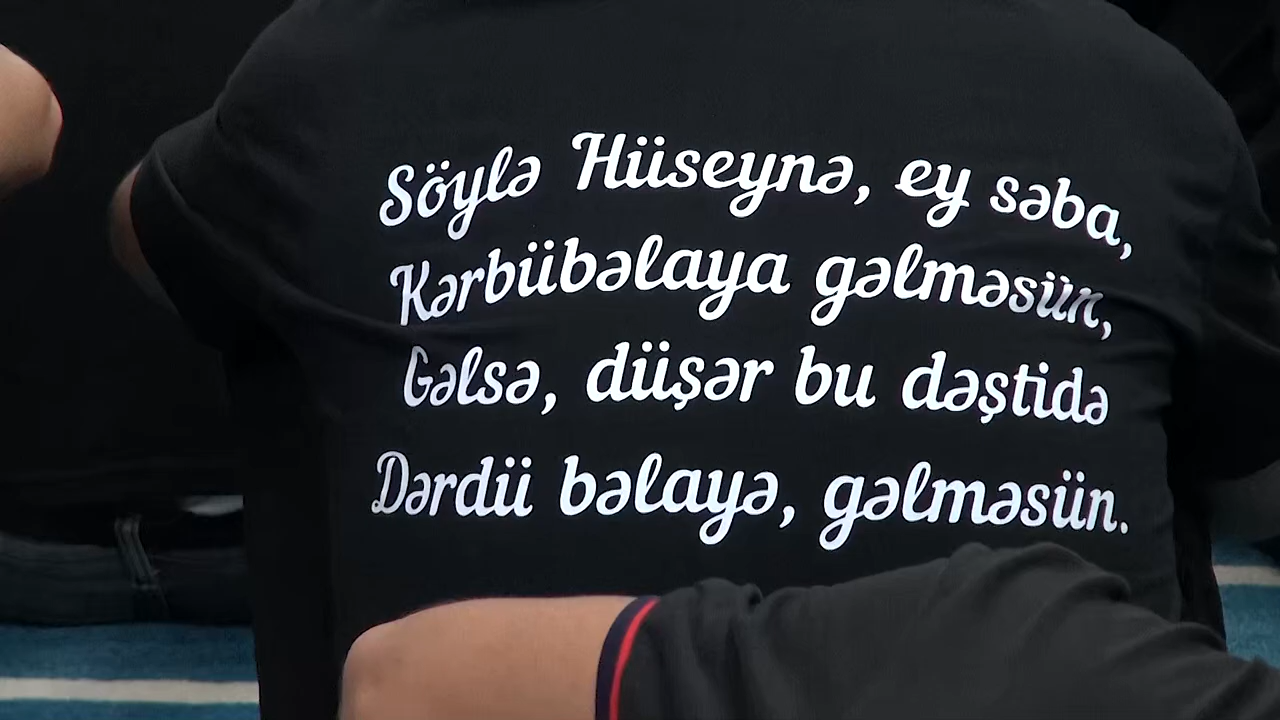 Söylə Hüseynə, ey səba,
Kərbübəlaya gəlməsün,
Gəlsə, düşər bu dəştidə
Dərdü bəlayə, gəlməsün.